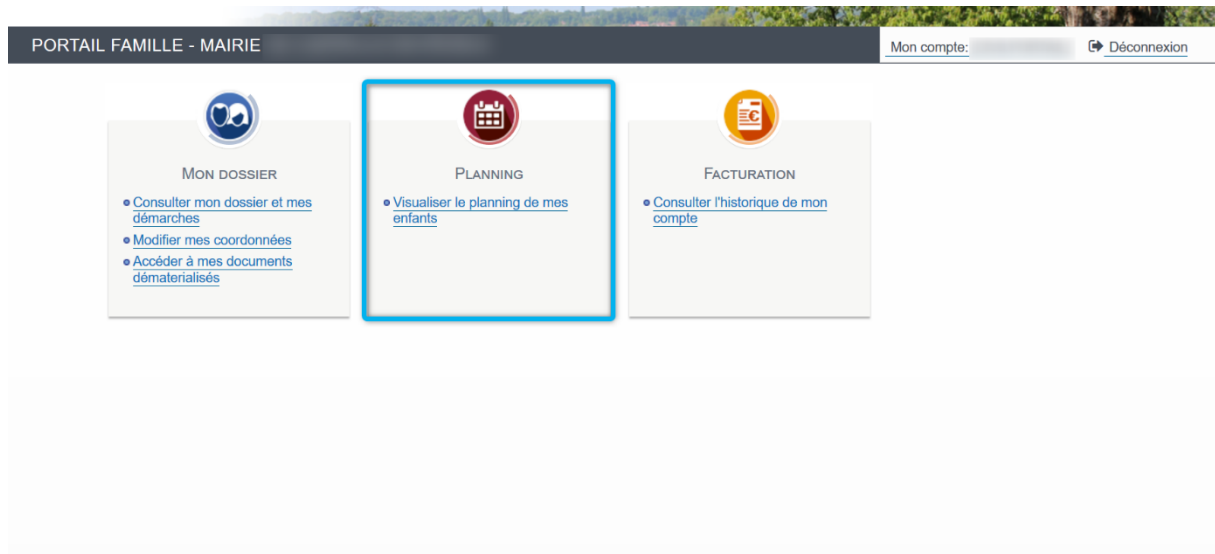 PORTAIL FAMILLE - MAIRIE
Mon compte:
Déconnexion
MON DOSSIER
Consulter mon dossier et mes
démarches
Modifier mes coordonnées
Accéder à mes documents
dématerialisés
PLANNING
Visualiser le planning de mes
enfants
FACTURATION
Consulter l'historique de mon
compte